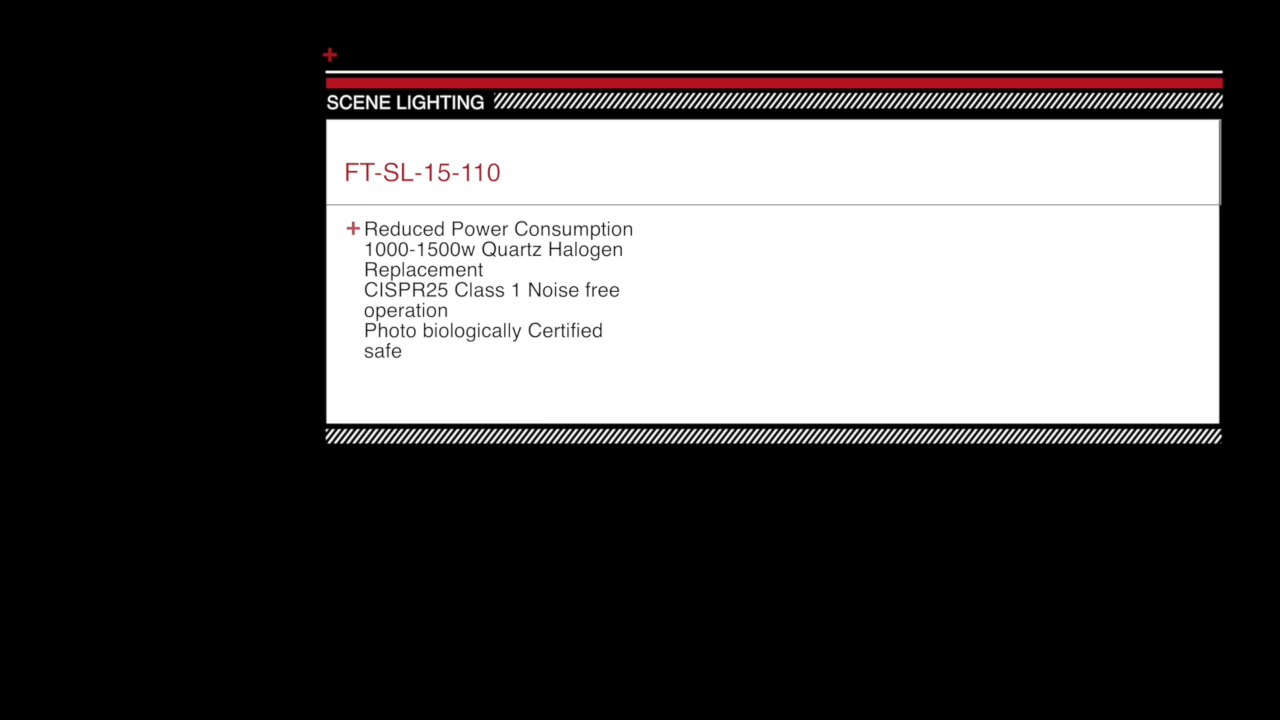 SCENE LIGHTING
FT-SL-15-110
+ Reduced Power Consumption
1000-1500w Quartz Halogen
Replacement
CISPR25 Class 1 Noise free
operation
Photo biologically Certified
safe